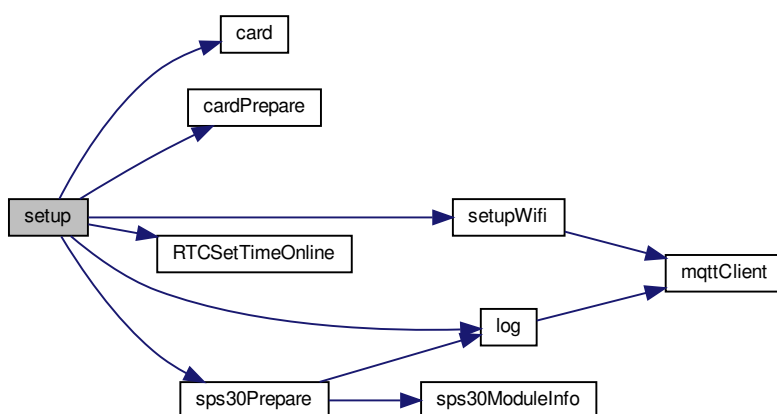 card
cardPrepare
setup
setupWifi
RTCSetTimeOnline
mqttClient
log
sps30Prepare
sps30ModuleInfo